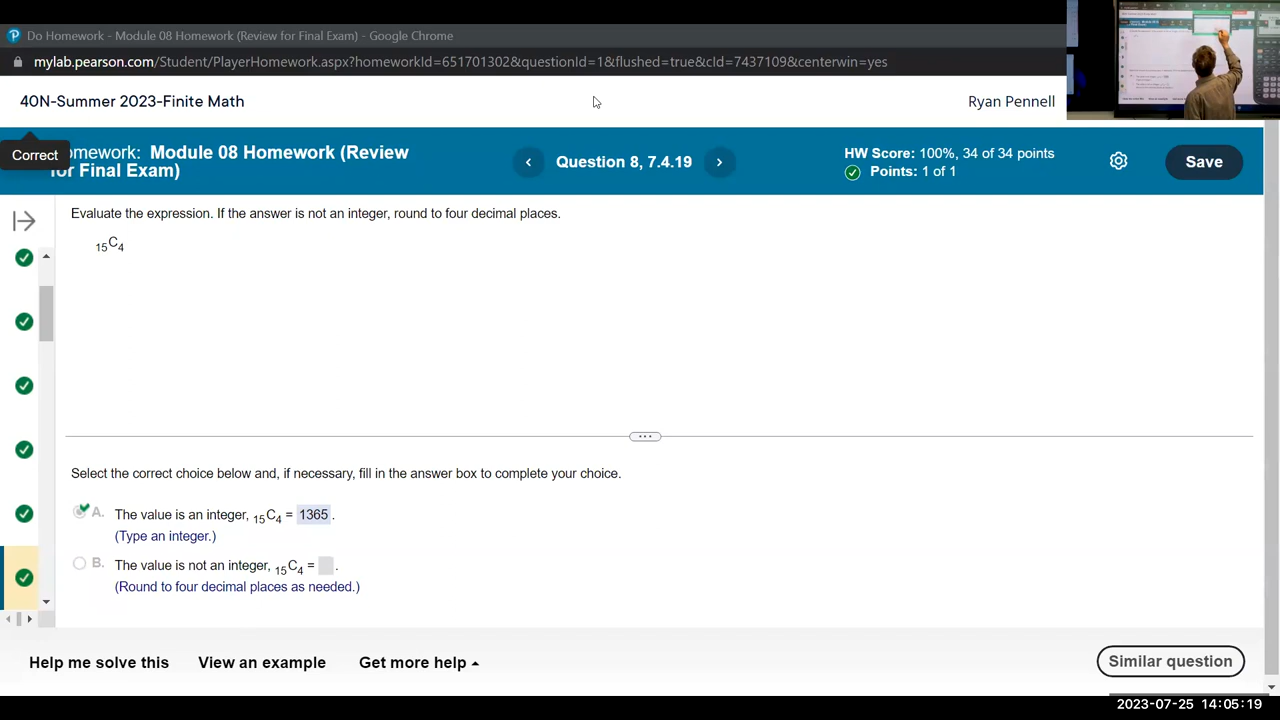 Do Homework - Module 08 Homework (Review for Final Exam) - Google Ch
mylab.pearson.com/Student/PlayerHomework.aspx?homeworkId=651701302&questionId=1&flushed=true&cId=7437109&centerwin=yes
40N-Summer 2023-Finite Math
Ryan Pennell
Correct
omework: Module 08 Homework (Review
for Final Exam)
Question 8, 7.4.19
HW Score: 100%, 34 of 34 points
Points: 1 of 1
Save
Evaluate the expression. If the answer is not an integer, round to four decimal places.
15C4
Select the correct choice below and, if necessary, fill in the answer box to complete your choice.
A. The value is an integer, 15C4 = 1365.
(Type an integer.)
B. The value is not an integer, 15C4 = .
(Round to four decimal places as needed.)
Help me solve this
View an example
Get more help
Similar question
2023-07-25 14:05:19